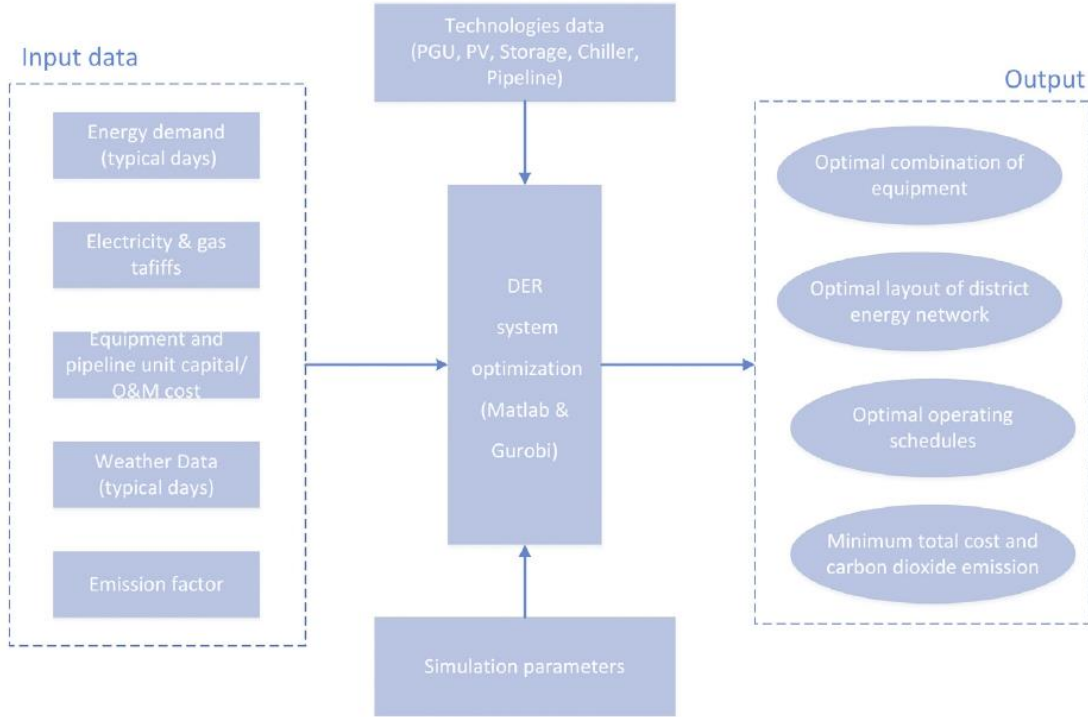 Technologies data
(PGU, PV, Storage, Chiller,
Pipeline)
Input data
Energy demand
(typical days)
Electricity & gas
tafiffs
Equipment and
pipeline unit capital/
O&M cost
Weather Data
(typical days)
Emission factor
DER
system
optimization
(Matlab &
Gurobi)
Simulation parameters
Output
Optimal combination of
equipment
Optimal layout of district
energy network
Optimal operating
schedules
Minimum total cost and
carbon dioxide emission